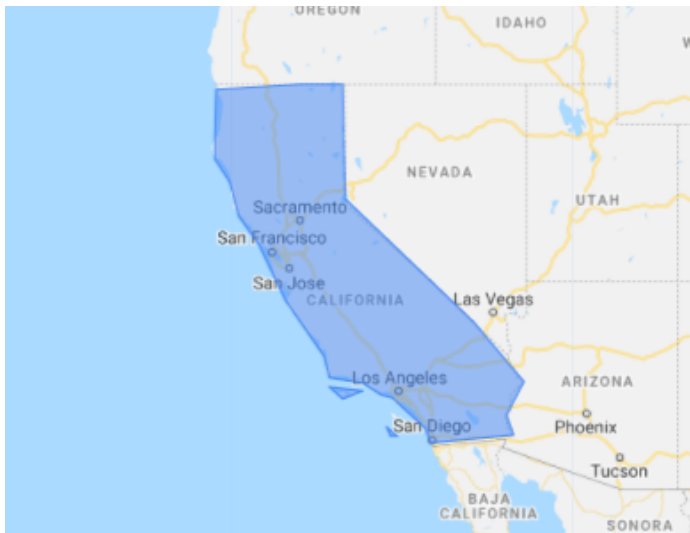 OREGON
IDAHO
W
NEVADA
UTAH
Sacramento
San Francisco
San Jose
CALIFORNIA
Las Vegas
Los Angeles
ARIZONA
Phoenix
San Diego
Tucson
BAJA
CALIFORNIA
SONORA